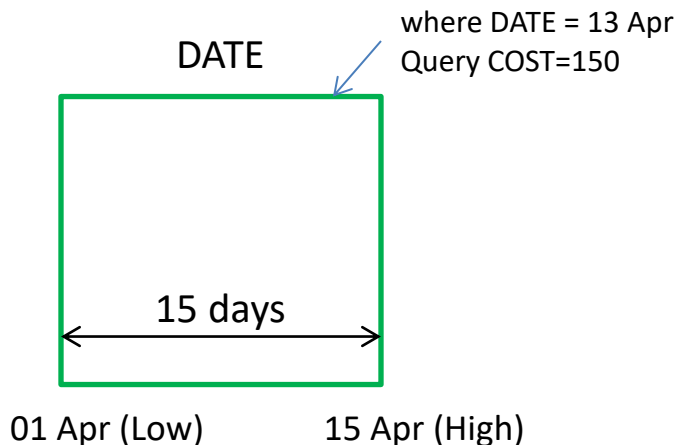 where DATE = 13 Apr
Query COST=150
DATE
15 days
01 Apr (Low)
15 Apr (High)